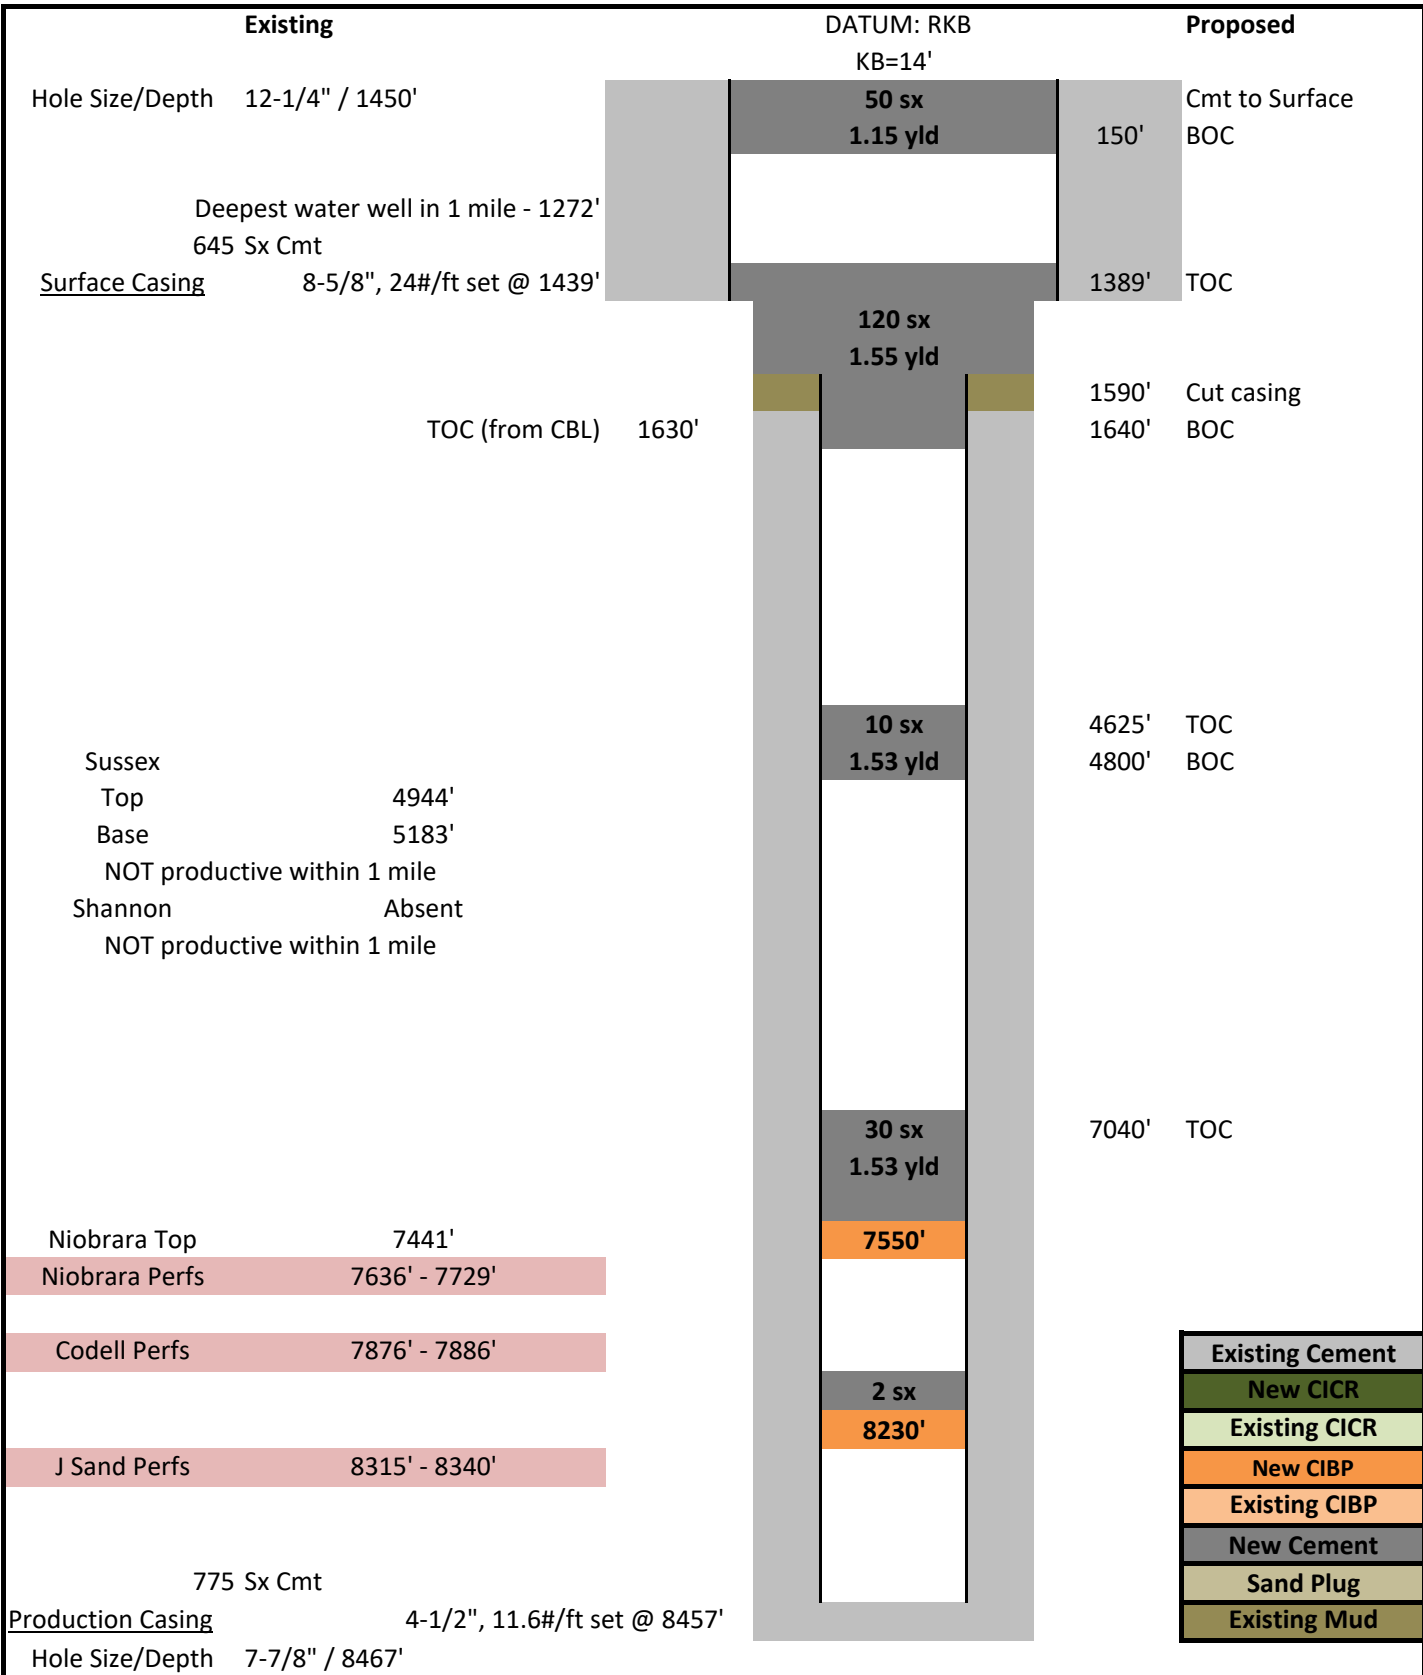 Existing DATUM: RKB Proposed
KB=14'
Hole Size/Depth 12-1/4" / 1450' 50 sx Cmt to Surface
1.15 yld 150' BOC
Deepest water well in 1 mile - 1272'
645 Sx Cmt
Surface Casing 8-5/8", 24#/ft set @ 1439' 1389' TOC
120 sx
1.55 yld
1590' Cut casing
TOC (from CBL) 1630' 1640' BOC
10 sx 4625' TOC
Sussex 1.53 yld 4800' BOC
Top 4944'
Base 5183'
NOT productive within 1 mile
Shannon Absent
NOT productive within 1 mile
30 sx 7040' TOC
1.53 yld
Niobrara Top 7441' 7550'
Niobrara Perfs 7636' - 7729'
Codell Perfs 7876' - 7886' Existing Cement
2 sx New CICR
8230' Existing CICR
J Sand Perfs 8315' - 8340' New CIBP
Existing CIBP
New Cement
775 Sx Cmt Sand Plug
Production Casing 4-1/2", 11.6#/ft set @ 8457' Existing Mud
Hole Size/Depth 7-7/8" / 8467'